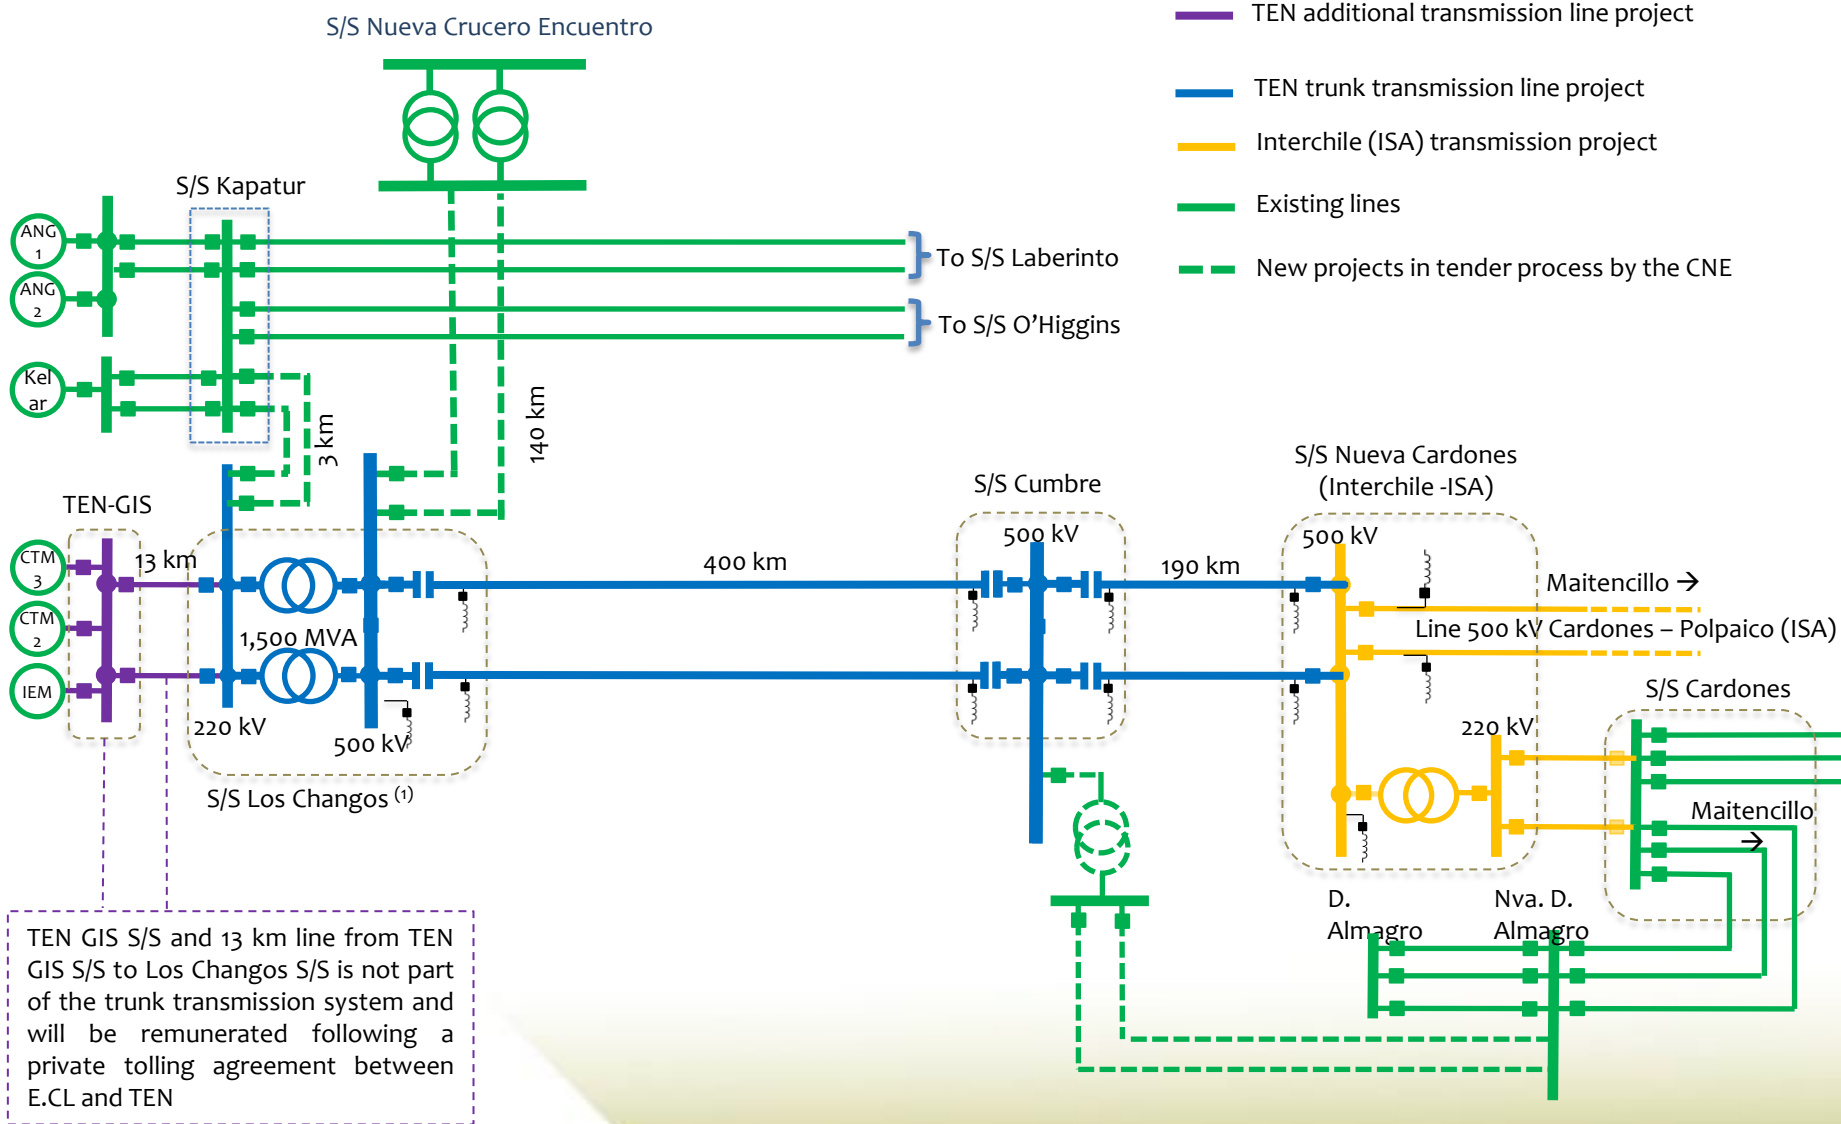 S/S Nueva Crucero Encuentro
TEN additional transmission line project
TEN trunk transmission line project
Interchile (ISA) transmission project
Existing lines
New projects in tender process by the CNE
S/S Kapatur
ANG
1
ANG
2
Kel
ar
To S/S Laberinto
To S/S O’Higgins
3 km
140 km
TEN-GIS
CTM
3
CTM
2
IEM
13 km
1,500 MVA
220 kV
500 kV
S/S Los Changos (1)
400 km
S/S Cumbre
500 kV
190 km
S/S Nueva Cardones
(Interchile -ISA)
500 kV
Maitencillo →
Line 500 kV Cardones – Polpaico (ISA)
S/S Cardones
220 kV
Maitencillo
→
D.
Almagro
Nva. D.
Almagro
TEN GIS S/S and 13 km line from TEN
GIS S/S to Los Changos S/S is not part
of the trunk transmission system and
will be remunerated following a
private tolling agreement between
E.CL and TEN